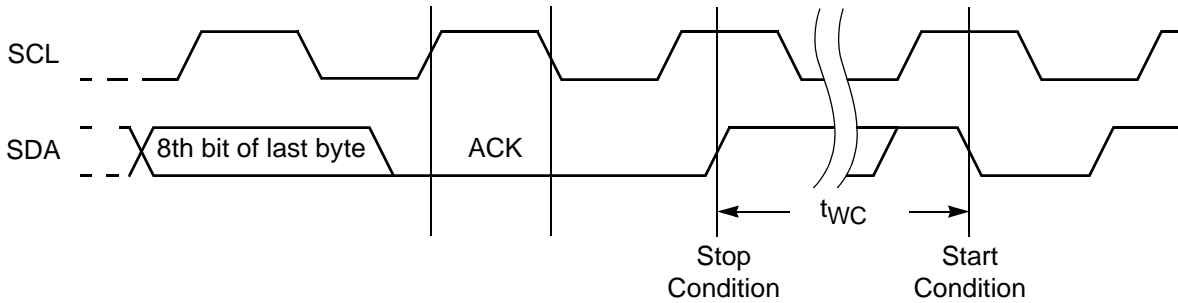 SCL
SDA
8th bit of last byte
ACK
tWC
Stop
Condition
Start
Condition